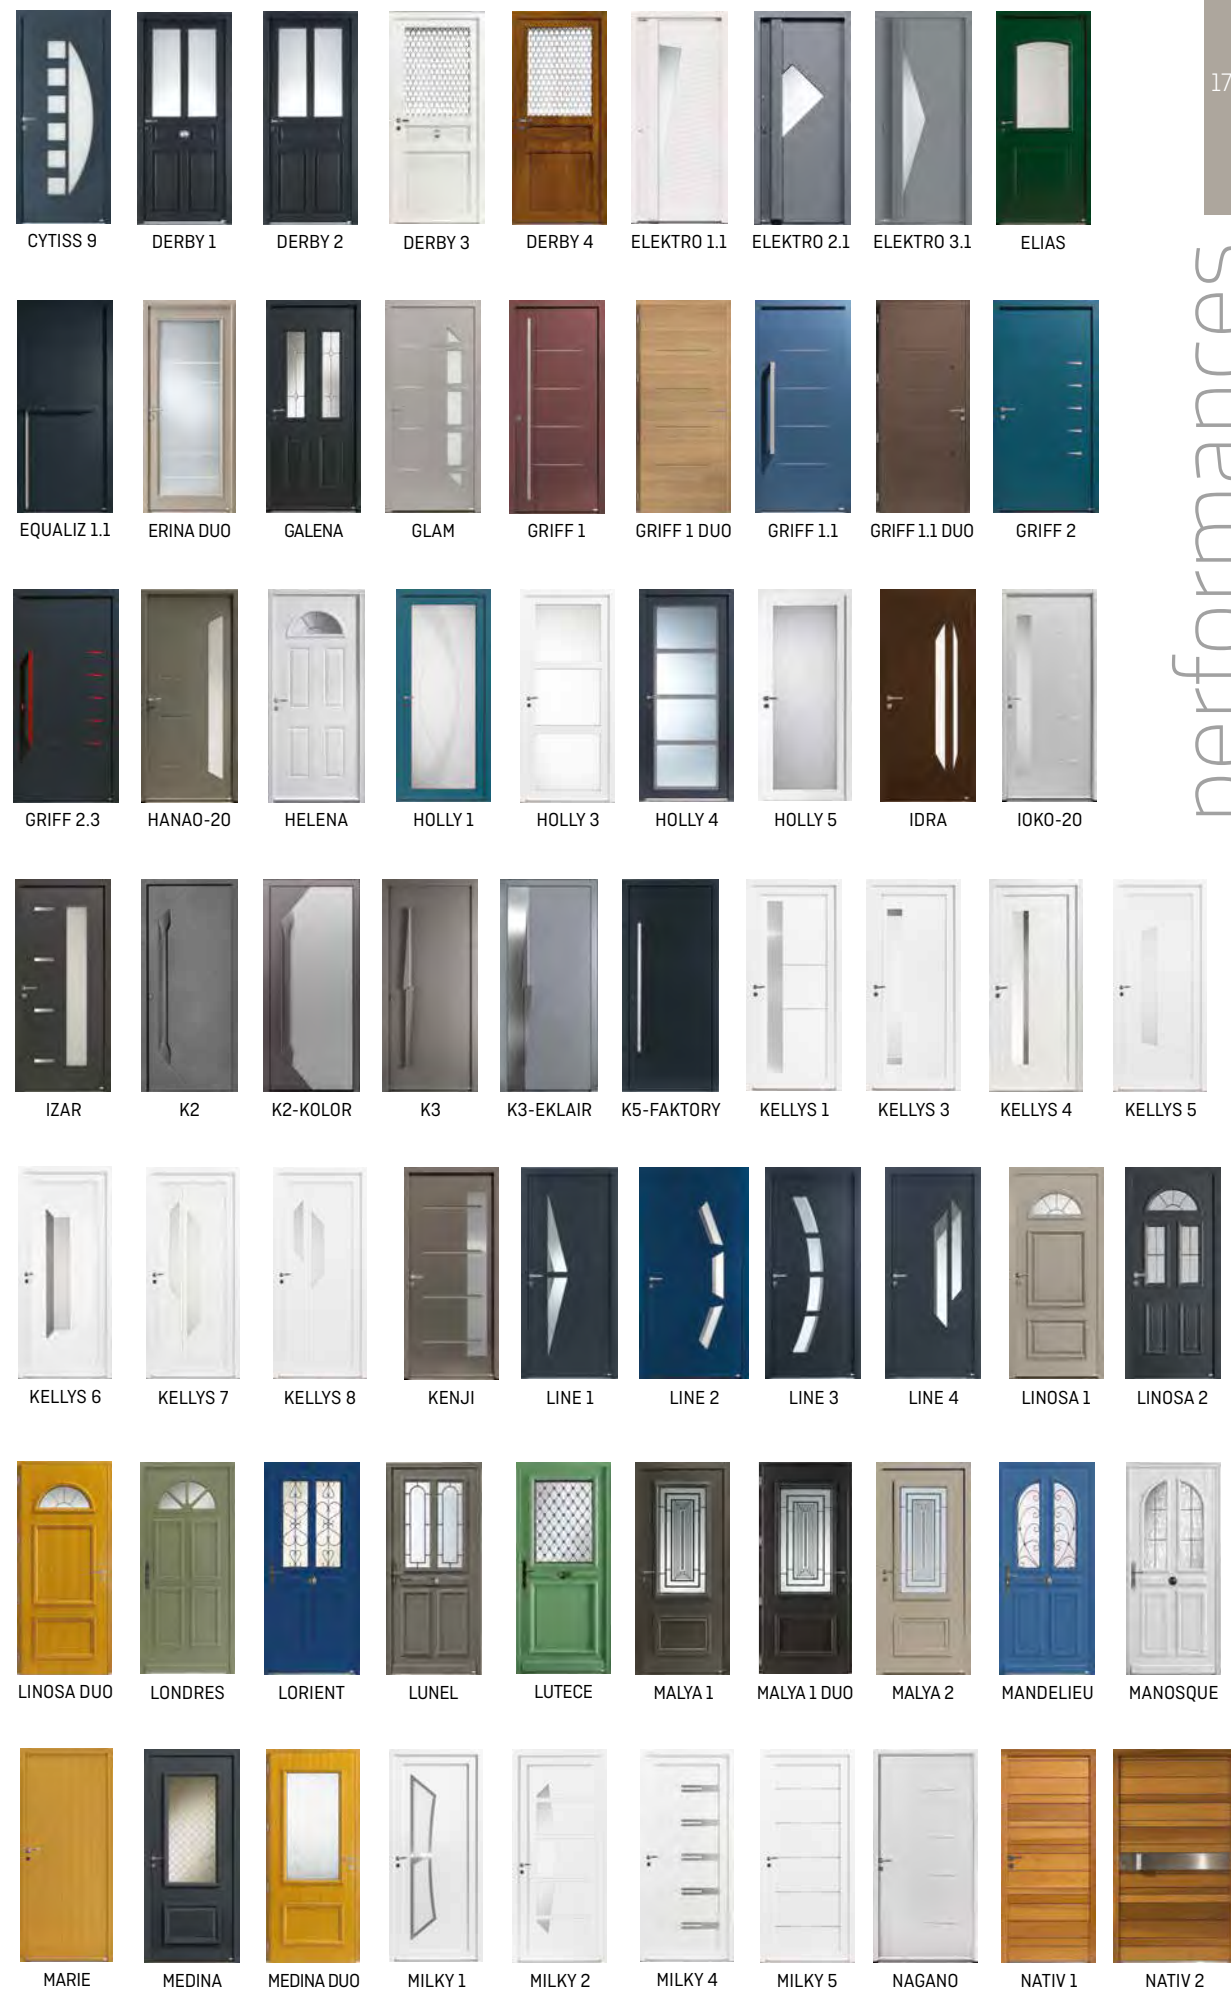 17
performances
CYTISS 9 DERBY 1 DERBY 2 DERBY 3 DERBY 4 ELEKTRO 1.1 ELEKTRO 2.1 ELEKTRO 3.1 ELIAS
EQUALIZ 1.1 ERINA DUO GALENA GLAM GRIFF 1 GRIFF 1 DUO GRIFF 1.1 GRIFF 1.1 DUO GRIFF 2
GRIFF 2.3 HANAO-20 HELENA HOLLY 1 HOLLY 3 HOLLY 4 HOLLY 5 IDRA IOKO-20
IZAR K2 K2-KOLOR K3 K3-EKLAIR K5-FAKTORY KELLYS 1 KELLYS 3 KELLYS 4 KELLYS 5
KELLYS 6 KELLYS 7 KELLYS 8 KENJI LINE 1 LINE 2 LINE 3 LINE 4 LINOSA 1 LINOSA 2
LINOSA DUO LONDRES LORIENT LUNEL LUTECE MALYA 1 MALYA 1 DUO MALYA 2 MANDELIEU MANOSQUE
MARIE MEDINA MEDINA DUO MILKY 1 MILKY 2 MILKY 4 MILKY 5 NAGANO NATIV 1 NATIV 2